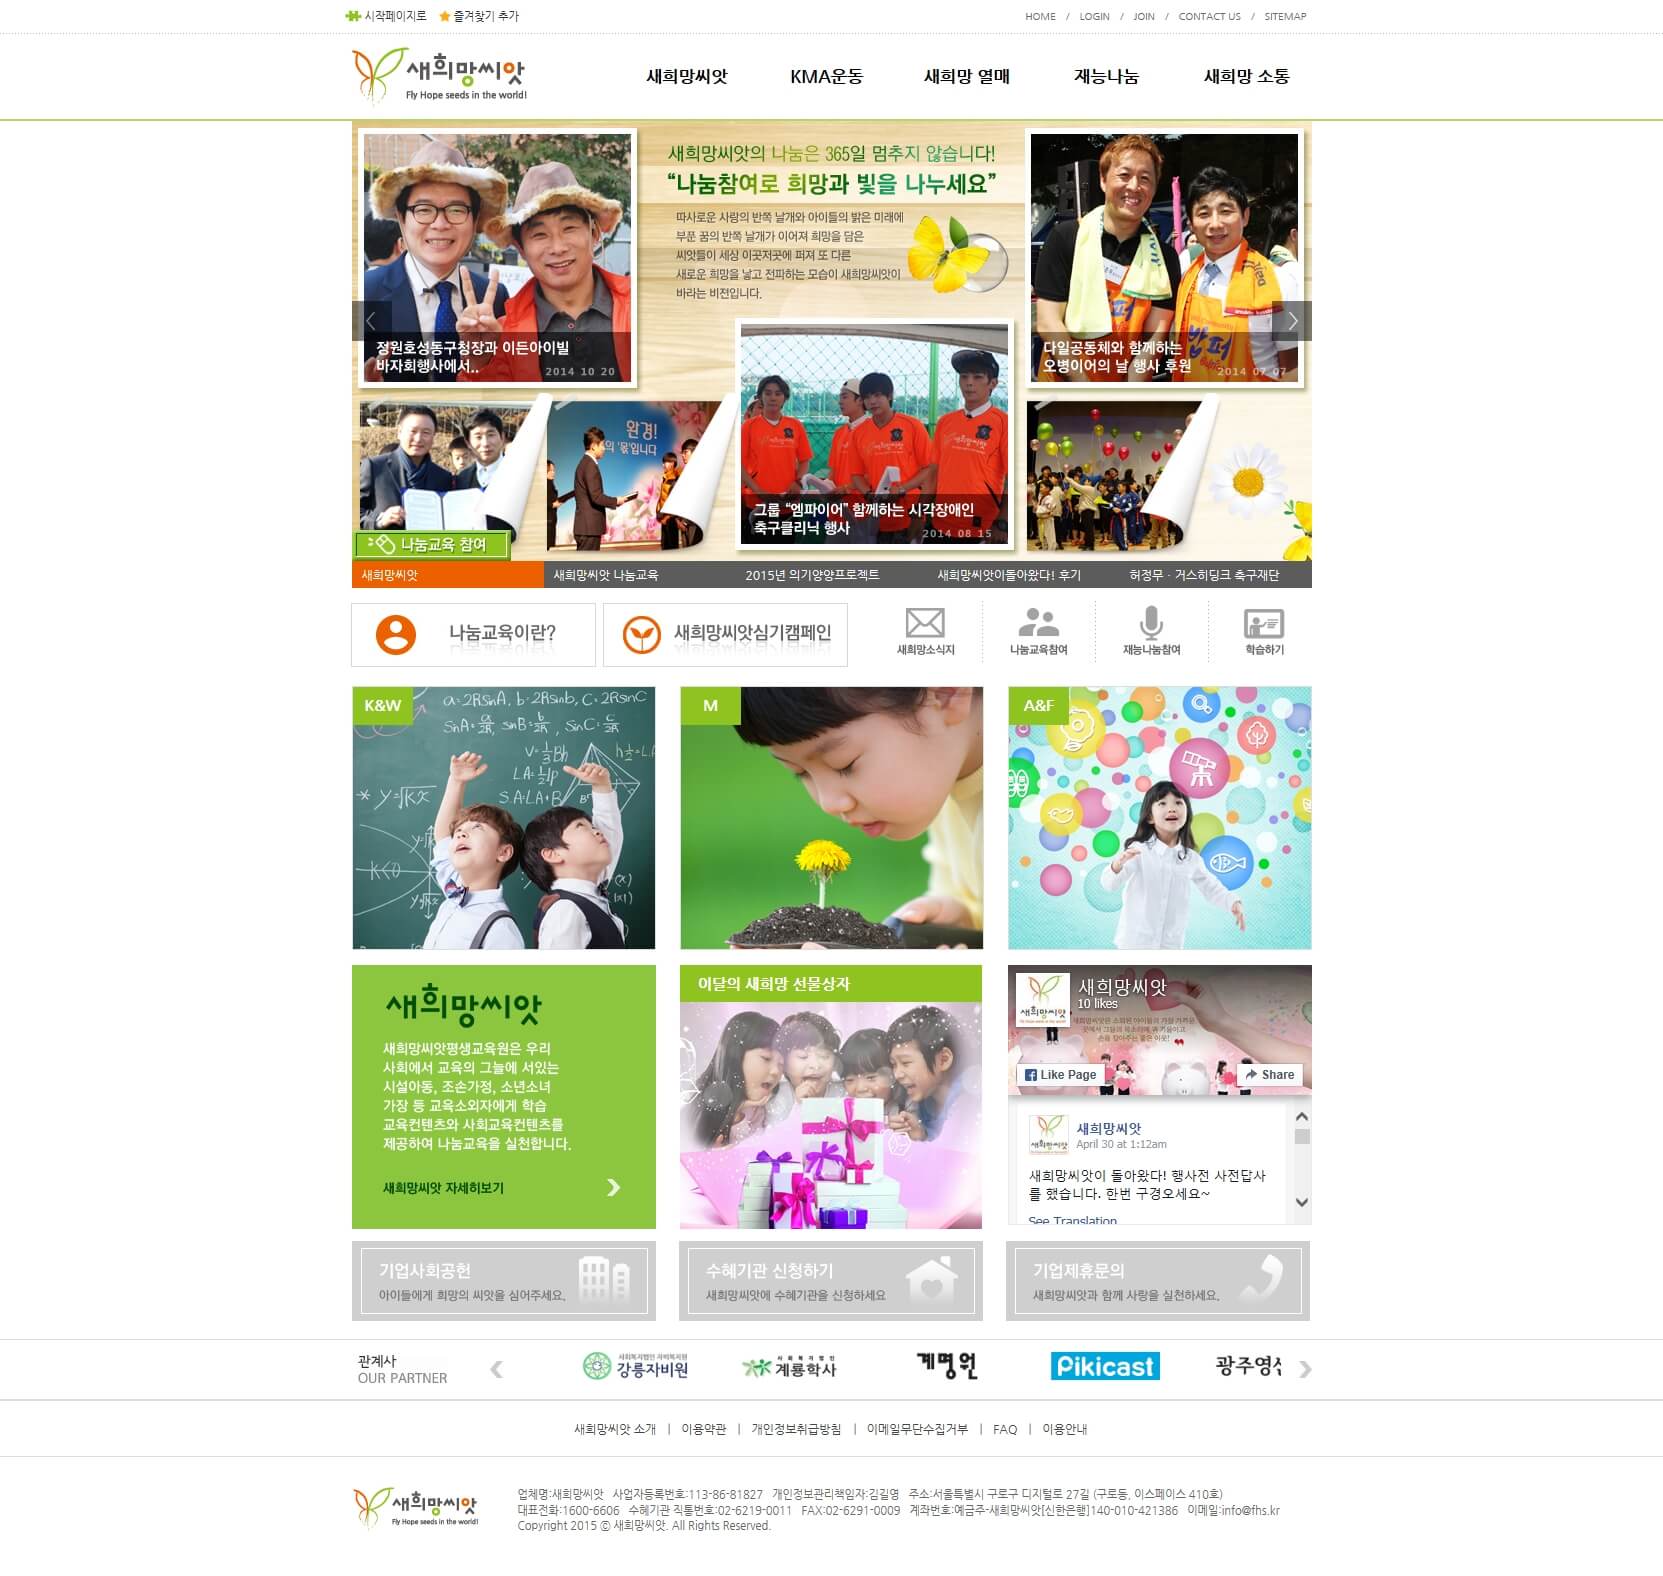 시작페이지로 즐겨찾기 추가
HOME / LOGIN / JOIN / CONTACT US / SITEMAP
새희망씨앗
Fly Hope seeds in the world!
새희망씨앗 KMA운동 새희망 열매 재능나눔 새희망 소통
새희망씨앗의 나눔은 365일 멈추지 않습니다!
“나눔참여로 희망과 빛을 나누세요”
따사로운 사랑의 반쪽 날개와 아이들의 밝은 미래에
부푼 꿈의 반쪽 날개가 이어져 희망을 담은
씨앗들이 세상 이곳저곳에 퍼져 또 다른
새로운 희망을 낳고 전파하는 모습이 새희망씨앗이
바라는 비젼입니다.
정원호성동구청장과 이든아이빌
바자회행사에서..
2014 10 20
다일공동체와 함께하는
오병이어의 날 행사 후원
2014 07 07
완경!
의 '몫'입니다
그룹 “엠파이어” 함께하는 시각장애인
축구클리닉 행사
2014 08 15
나눔교육 참여
새희망씨앗 새희망씨앗 나눔교육 2015년 의기양양프로젝트 새희망씨앗이돌아왔다! 후기 허정무 · 거스히딩크 축구재단
나눔교육이란?
새희망씨앗심기캠페인
새희망소식지 나눔교육참여 재능나눔참여 학습하기
K&W
a=2RsinA, b=2Rsinb, C=2RsinC
M
A&F
새희망씨앗
새희망씨앗평생교육원은 우리
사회에서 교육의 그늘에 서있는
시설아동, 조손가정, 소년소녀
가장 등 교육소외자에게 학습
교육컨텐츠와 사회교육컨텐츠를
제공하여 나눔교육을 실천합니다.
새희망씨앗 자세히보기
이달의 새희망 선물상자
새희망씨앗
10 likes
Like Page
Share
새희망씨앗
April 30 at 1:12am
새희망씨앗이 돌아왔다! 행사전 사전답사
를 했습니다. 한번 구경오세요~
See Translation
기업사회공헌
아이들에게 희망의 씨앗을 심어주세요.
수혜기관 신청하기
새희망씨앗에 수혜기관을 신청하세요
기업제휴문의
새희망씨앗과 함께 사랑을 실천하세요.
관계사
OUR PARTNER
사회복지법인 자비복지원
강릉자비원
사회복지법인
계룡학사
계명원
Pikicast
광주영신
새희망씨앗 소개 | 이용약관 | 개인정보취급방침 | 이메일무단수집거부 | FAQ | 이용안내
새희망씨앗
Fly Hope seeds in the world!
업체명:새희망씨앗 사업자등록번호:113-86-81827 개인정보관리책임자:김길영 주소:서울특별시 구로구 디지털로 27길 (구로동, 이스페이스 410호)
대표전화:1600-6606 수혜기관 직통번호:02-6219-0011 FAX:02-6291-0009 계좌번호:예금주-새희망씨앗[신한은행]140-010-421386 이메일:info@fhs.kr
Copyright 2015 ⓒ 새희망씨앗. All Rights Reserved.